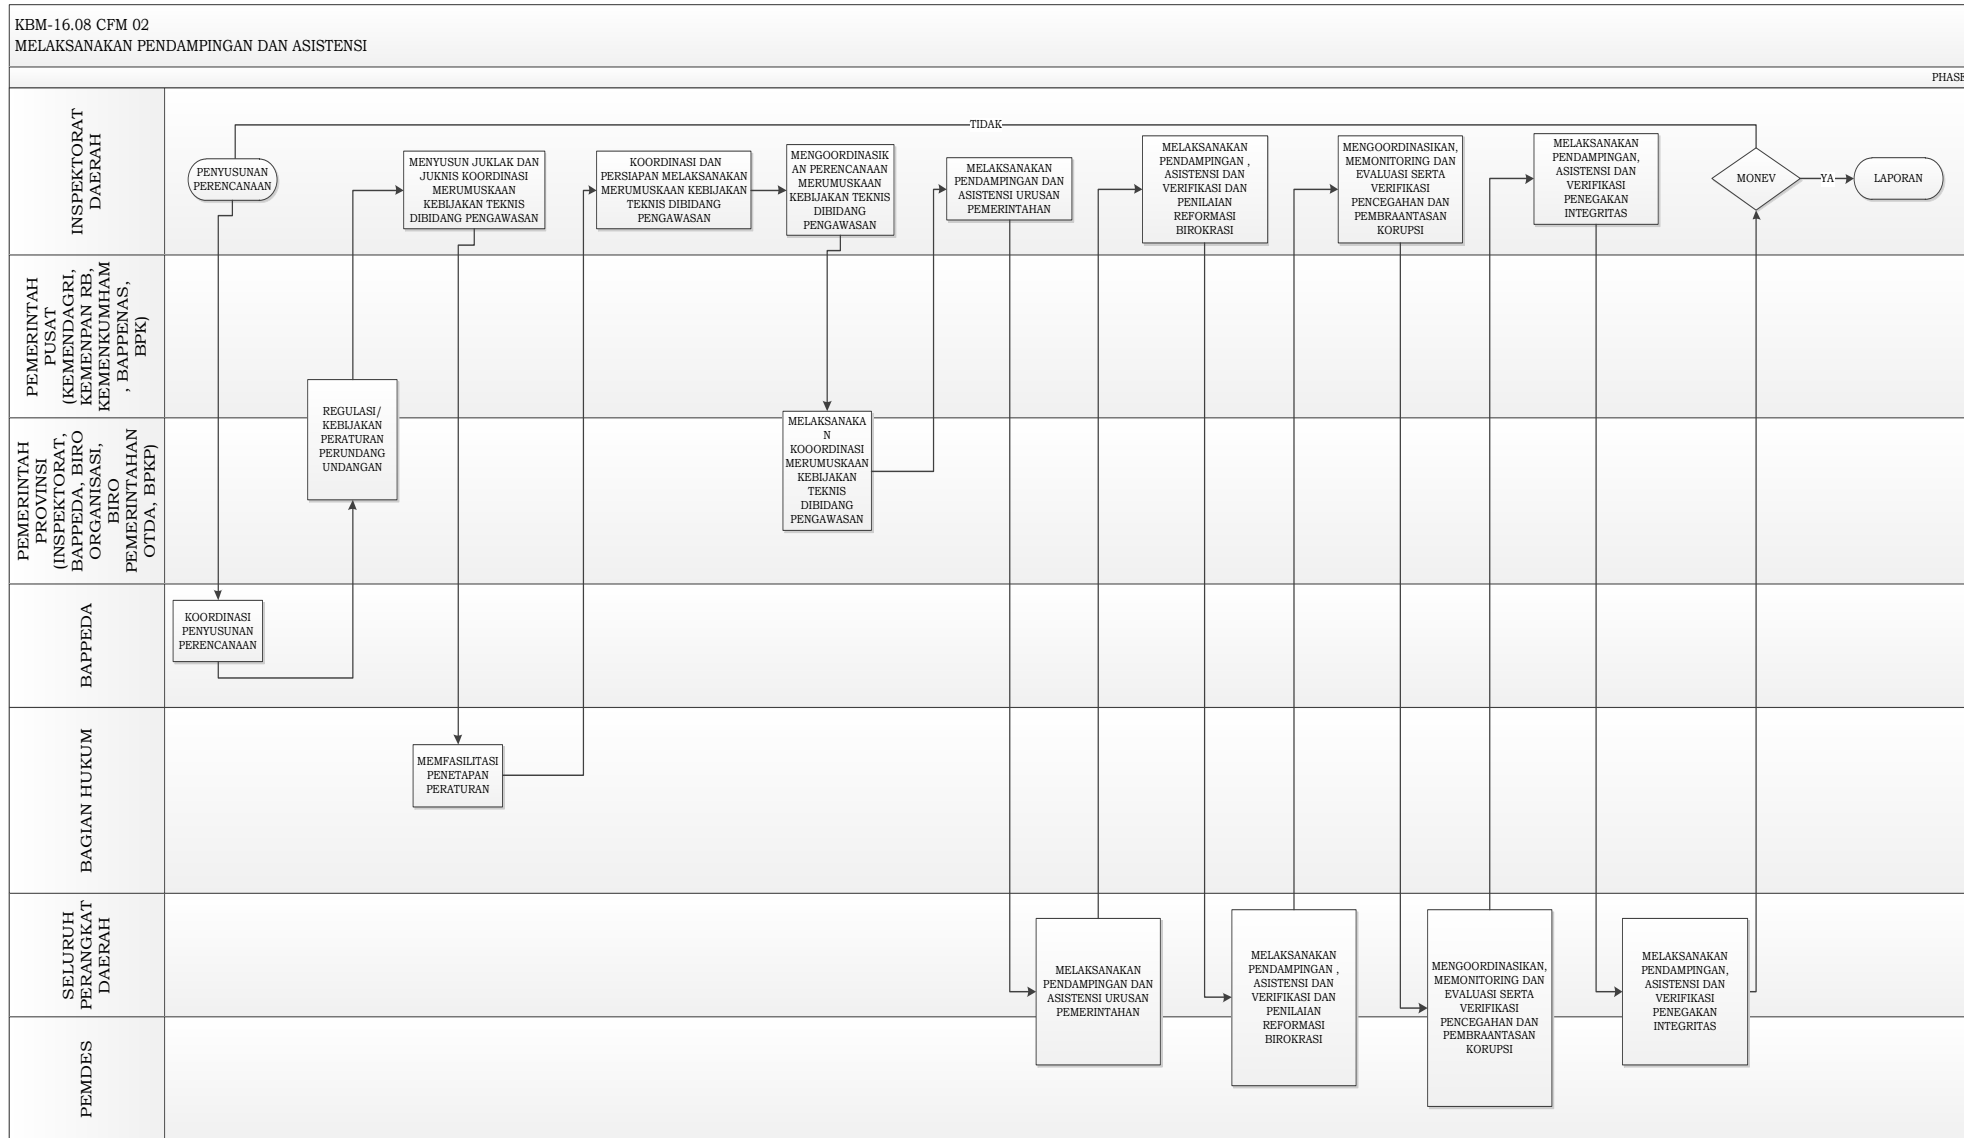 KBM-16.08 CFM 02
MELAKSANAKAN PENDAMPINGAN DAN ASISTENSI
PHASE
INSPEKTORAT
DAERAH
TIDAK
PENYUSUNAN
PERENCANAAN
MENYUSUN JUKLAK DAN
JUKNIS KOORDINASI
MERUMUSKAAN
KEBIJAKAN TEKNIS
DIBIDANG PENGAWASAN
KOORDINASI DAN
PERSIAPAN MELAKSANAKAN
MERUMUSKAAN KEBIJAKAN
TEKNIS DIBIDANG
PENGAWASAN
MENGOORDINASIK
AN PERENCANAAN
MERUMUSKAAN
KEBIJAKAN TEKNIS
DIBIDANG
PENGAWASAN
MELAKSANAKAN
PENDAMPINGAN DAN
ASISTENSI URUSAN
PEMERINTAHAN
MELAKSANAKAN
PENDAMPINGAN ,
ASISTENSI DAN
VERIFIKASI DAN
PENILAIAN
REFORMASI
BIROKRASI
MENGOORDINASIKAN,
MEMONITORING DAN
EVALUASI SERTA
VERIFIKASI
PENCEGAHAN DAN
PEMBRAANTASAN
KORUPSI
MELAKSANAKAN
PENDAMPINGAN,
ASISTENSI DAN
VERIFIKASI
PENEGAKAN
INTEGRITAS
MONEV
YA
LAPORAN
PEMERINTAH
PUSAT
(KEMENDAGRI,
KEMENPAN RB,
KEMENKUMHAM
, BAPPENAS,
BPK)
REGULASI/
KEBIJAKAN
PERATURAN
PERUNDANG
UNDANGAN
PEMERINTAH
PROVINSI
(INSPEKTORAT,
BAPPEDA, BIRO
ORGANISASI,
BIRO
PEMERINTAHAN
OTDA, BPKP)
MELAKSANAKA
N
KOOORDINASI
MERUMUSKAAN
KEBIJAKAN
TEKNIS
DIBIDANG
PENGAWASAN
BAPPEDA
KOORDINASI
PENYUSUNAN
PERENCANAAN
BAGIAN HUKUM
MEMFASILITASI
PENETAPAN
PERATURAN
SELURUH
PERANGKAT
DAERAH
MELAKSANAKAN
PENDAMPINGAN DAN
ASISTENSI URUSAN
PEMERINTAHAN
MELAKSANAKAN
PENDAMPINGAN ,
ASISTENSI DAN
VERIFIKASI DAN
PENILAIAN
REFORMASI
BIROKRASI
MENGOORDINASIKAN,
MEMONITORING DAN
EVALUASI SERTA
VERIFIKASI
PENCEGAHAN DAN
PEMBRAANTASAN
KORUPSI
MELAKSANAKAN
PENDAMPINGAN,
ASISTENSI DAN
VERIFIKASI
PENEGAKAN
INTEGRITAS
PEMDES